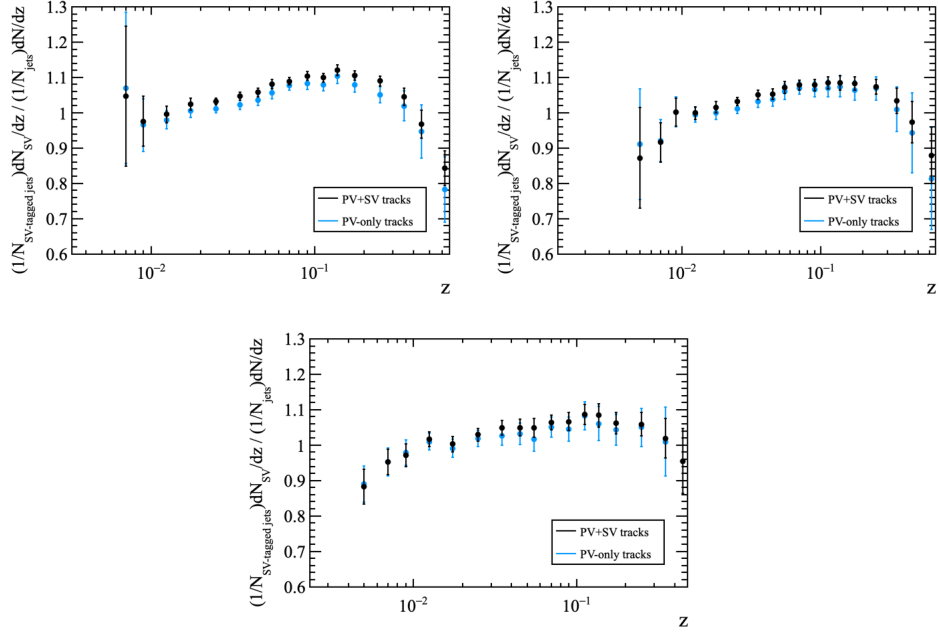 (1/N_SV-tagged jets)dN_SV/dz / (1/N_jets)dN/dz
1.3
1.2
1.1
1
0.9
0.8
0.7
0.6
PV+SV tracks
PV-only tracks
10⁻² 10⁻¹
z
(1/N_SV-tagged jets)dN_SV/dz / (1/N_jets)dN/dz
1.3
1.2
1.1
1
0.9
0.8
0.7
0.6
PV+SV tracks
PV-only tracks
10⁻² 10⁻¹
z
(1/N_SV-tagged jets)dN_SV/dz / (1/N_jets)dN/dz
1.3
1.2
1.1
1
0.9
0.8
0.7
0.6
PV+SV tracks
PV-only tracks
10⁻² 10⁻¹
z